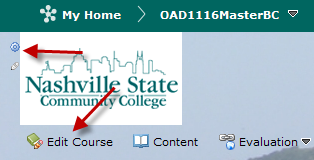 My Home OAD1116MasterBC
Nashville State
Community College
Edit Course Content Evaluation